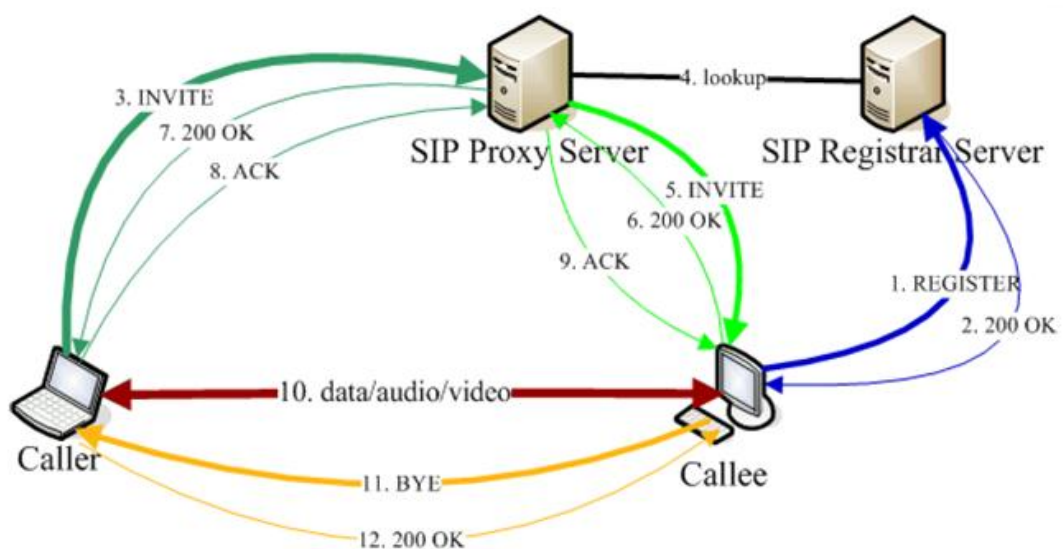 3. INVITE
7. 200 OK
8. ACK
4. lookup
SIP Proxy Server
SIP Registrar Server
5. INVITE
6. 200 OK
9. ACK
1. REGISTER
2. 200 OK
10. data/audio/video
Caller
Callee
11. BYE
12. 200 OK